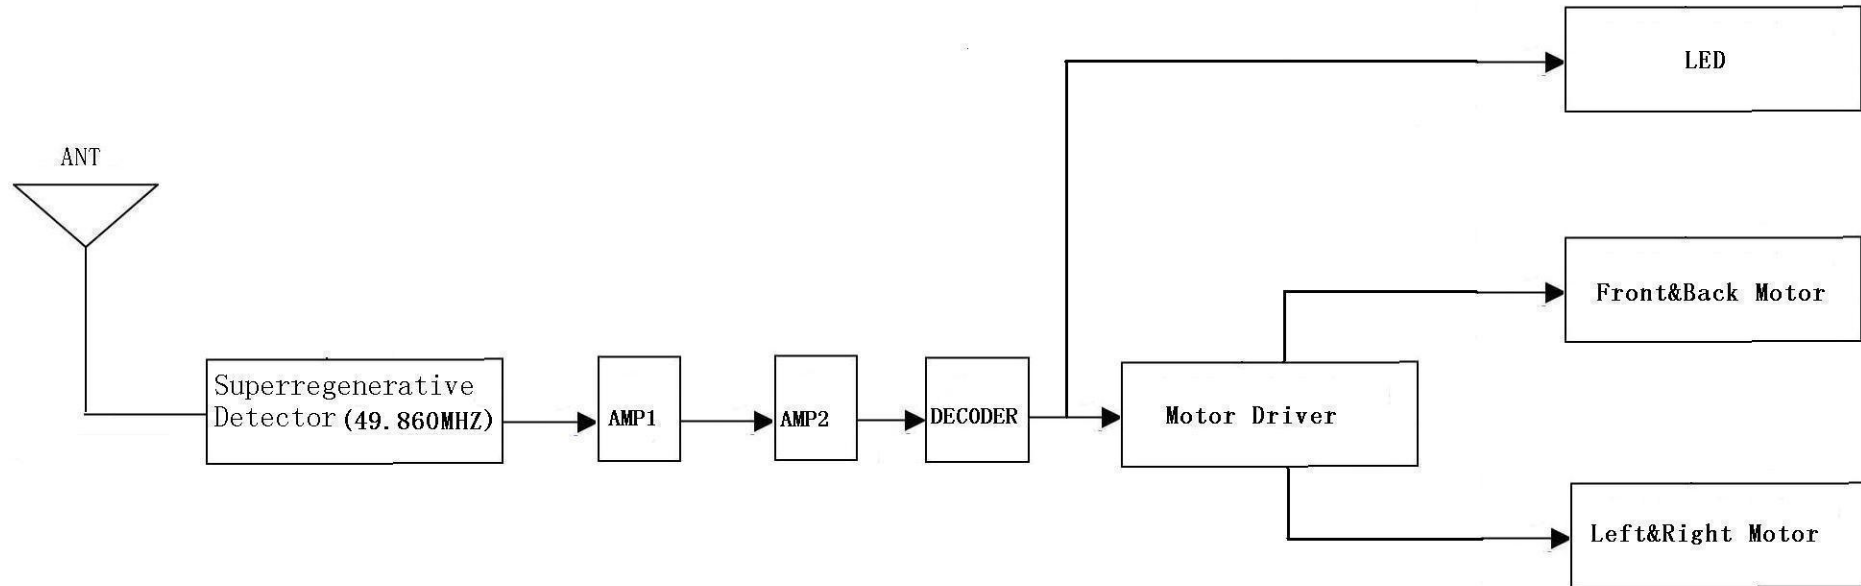 LED
ANT
Front&Back Motor
Superregenerative
Detector(49.860MHZ)
AMP1
AMP2
DECODER
Motor Driver
Left&Right Motor